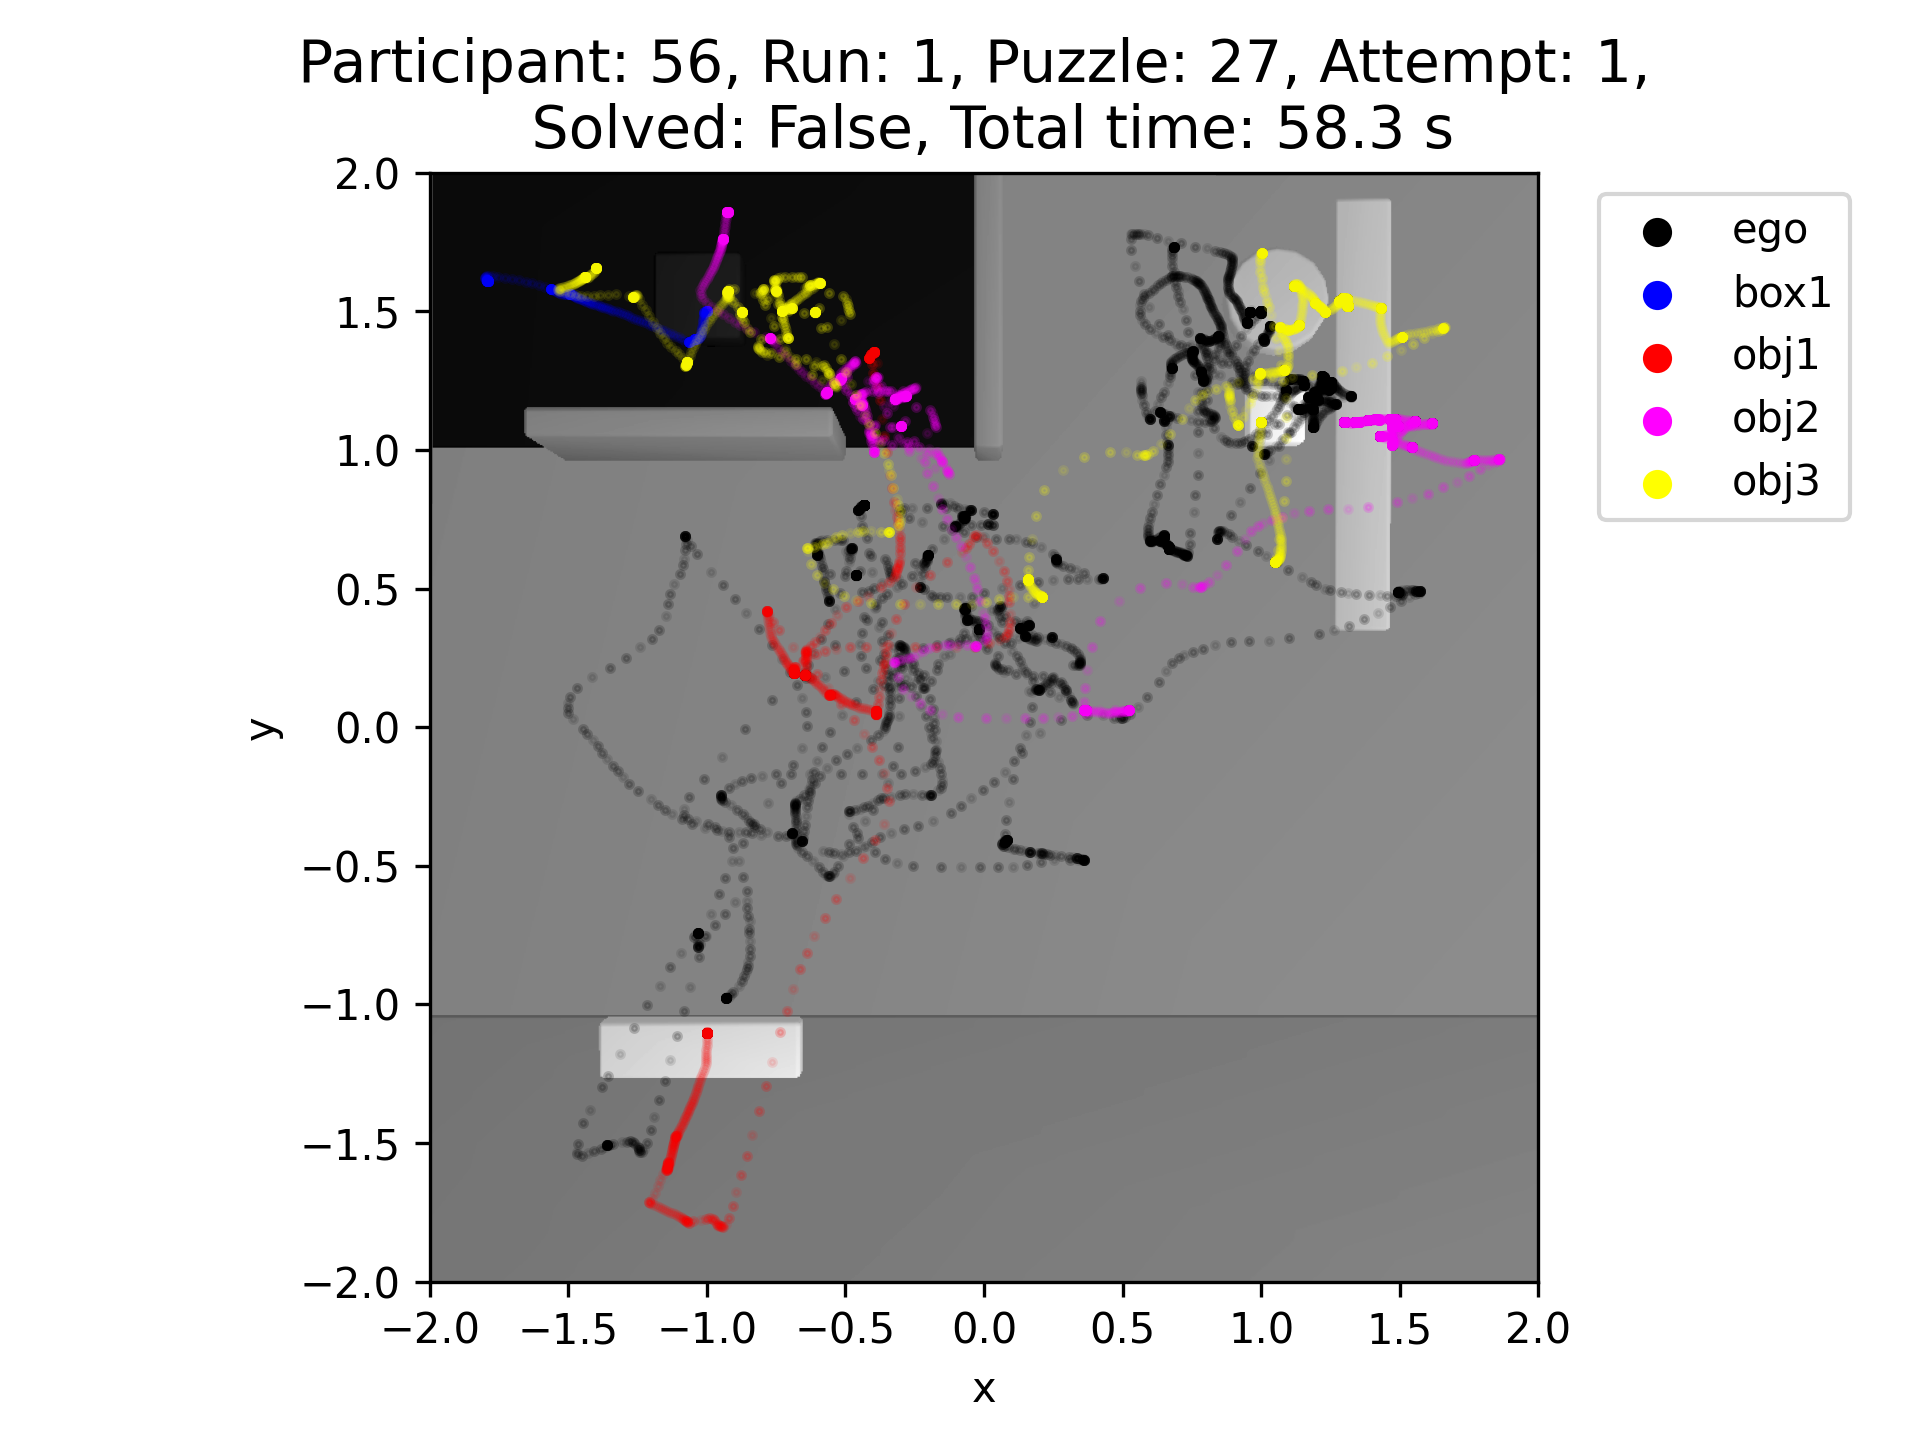 Participant: 56, Run: 1, Puzzle: 27, Attempt: 1,
Solved: False, Total time: 58.3 s
2.0
1.5
1.0
0.5
0.0
−0.5
−1.0
−1.5
−2.0
y
−2.0 −1.5 −1.0 −0.5 0.0 0.5 1.0 1.5 2.0
x
ego
box1
obj1
obj2
obj3